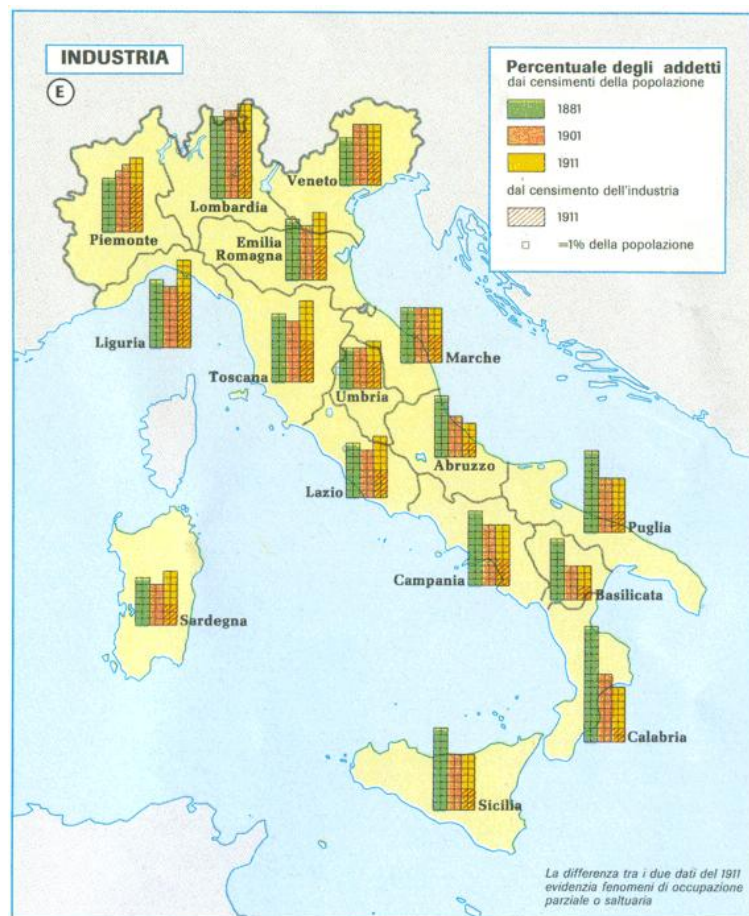 INDUSTRIA
E
Percentuale degli addetti
dai censimenti della popolazione
1881
1901
1911
dal censimento dell'industria
1911
=1% della popolazione
Piemonte
Lombardia
Veneto
Emilia
Romagna
Liguria
Toscana
Umbria
Marche
Lazio
Abruzzo
Campania
Puglia
Basilicata
Sardegna
Calabria
Sicilia
La differenza tra i due dati del 1911
evidenzia fenomeni di occupazione
parziale o saltuaria